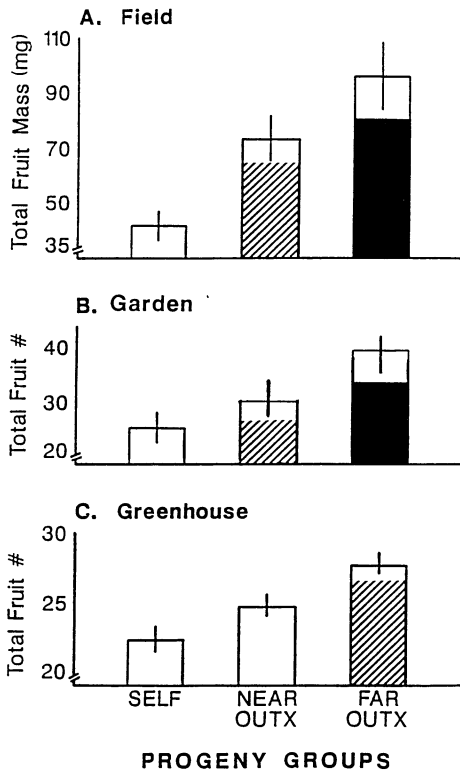 A. Field
Total Fruit Mass (mg)
110
90
70
50
35
B. Garden
Total Fruit #
40
30
20
C. Greenhouse
Total Fruit #
30
25
20
SELF NEAR FAR
OUTX OUTX
PROGENY GROUPS